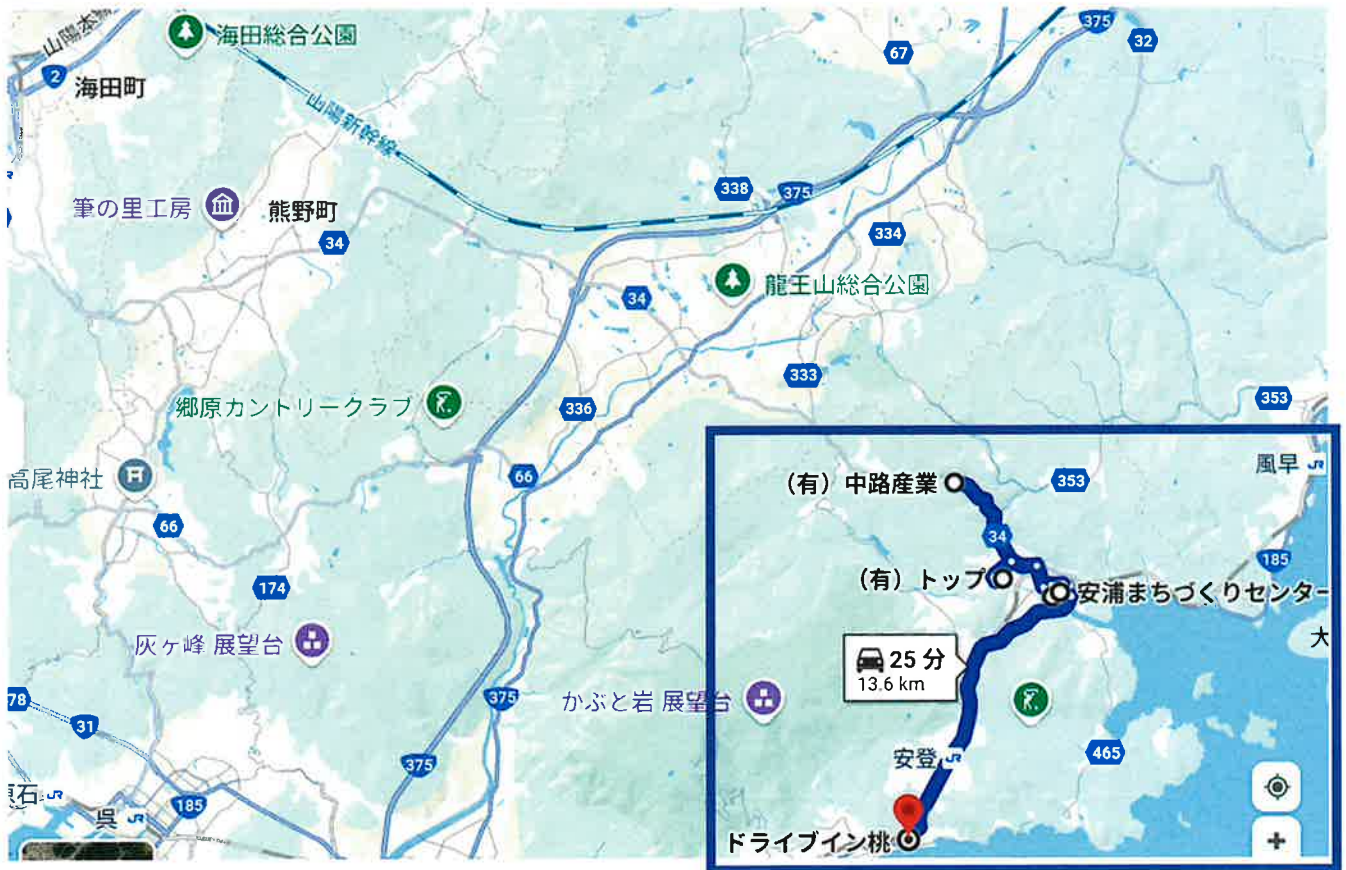 山陽本線
海田総合公園
375
32
67
2
海田町
山陽新幹線
338
375
筆の里工房
熊野町
34
334
龍王山総合公園
34
333
郷原カントリークラブ
336
353
高尾神社
66
66
風早
JR
(有)中路産業
353
34
185
174
(有)トップ
安浦まちづくりセンター
灰ヶ峰 展望台
大
25 分
13.6 km
78
375
かぶと岩 展望台
31
375
安登
JR
465
JR
185
呉
JR
ドライブイン桃